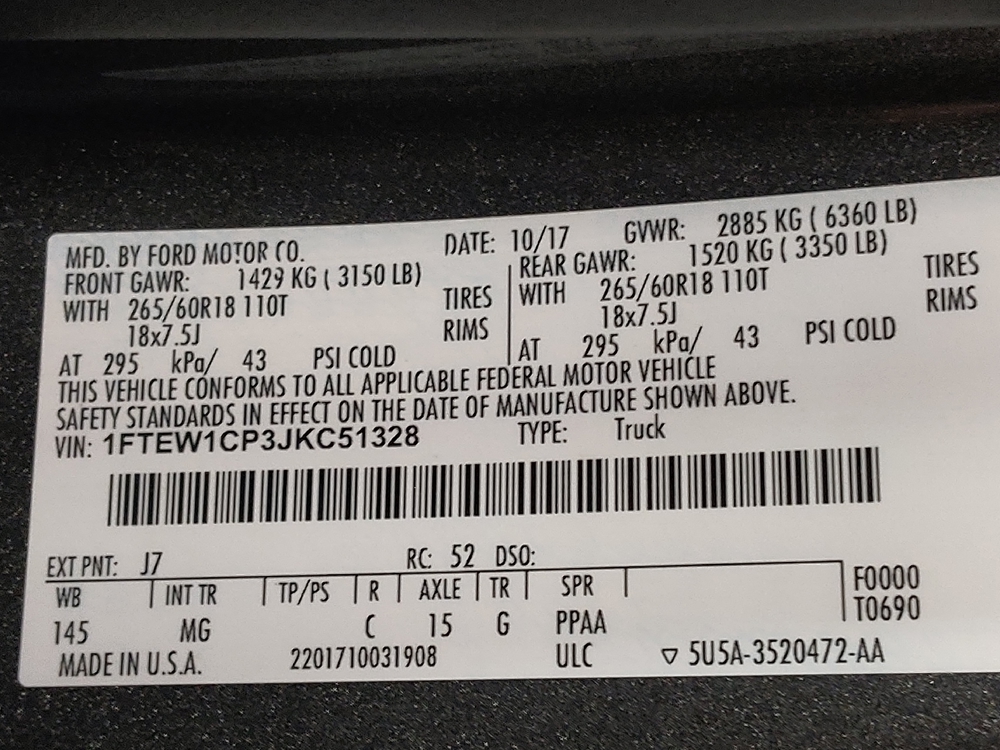 MFD. BY FORD MOTOR CO. DATE: 10/17 GVWR: 2885 KG ( 6360 LB)
FRONT GAWR: 1429 KG ( 3150 LB) REAR GAWR: 1520 KG ( 3350 LB)
WITH 265/60R18 110T TIRES WITH 265/60R18 110T TIRES
18x7.5J RIMS 18x7.5J RIMS
AT 295 kPa/ 43 PSI COLD AT 295 kPa/ 43 PSI COLD
THIS VEHICLE CONFORMS TO ALL APPLICABLE FEDERAL MOTOR VEHICLE
SAFETY STANDARDS IN EFFECT ON THE DATE OF MANUFACTURE SHOWN ABOVE.
VIN: 1FTEW1CP3JKC51328 TYPE: Truck
EXT PNT: J7 RC: 52 DSO:
WB INT TR TP/PS R AXLE TR SPR F0000
145 MG C 15 G PPAA T0690
MADE IN U.S.A. 2201710031908 ULC ▽ 5U5A-3520472-AA